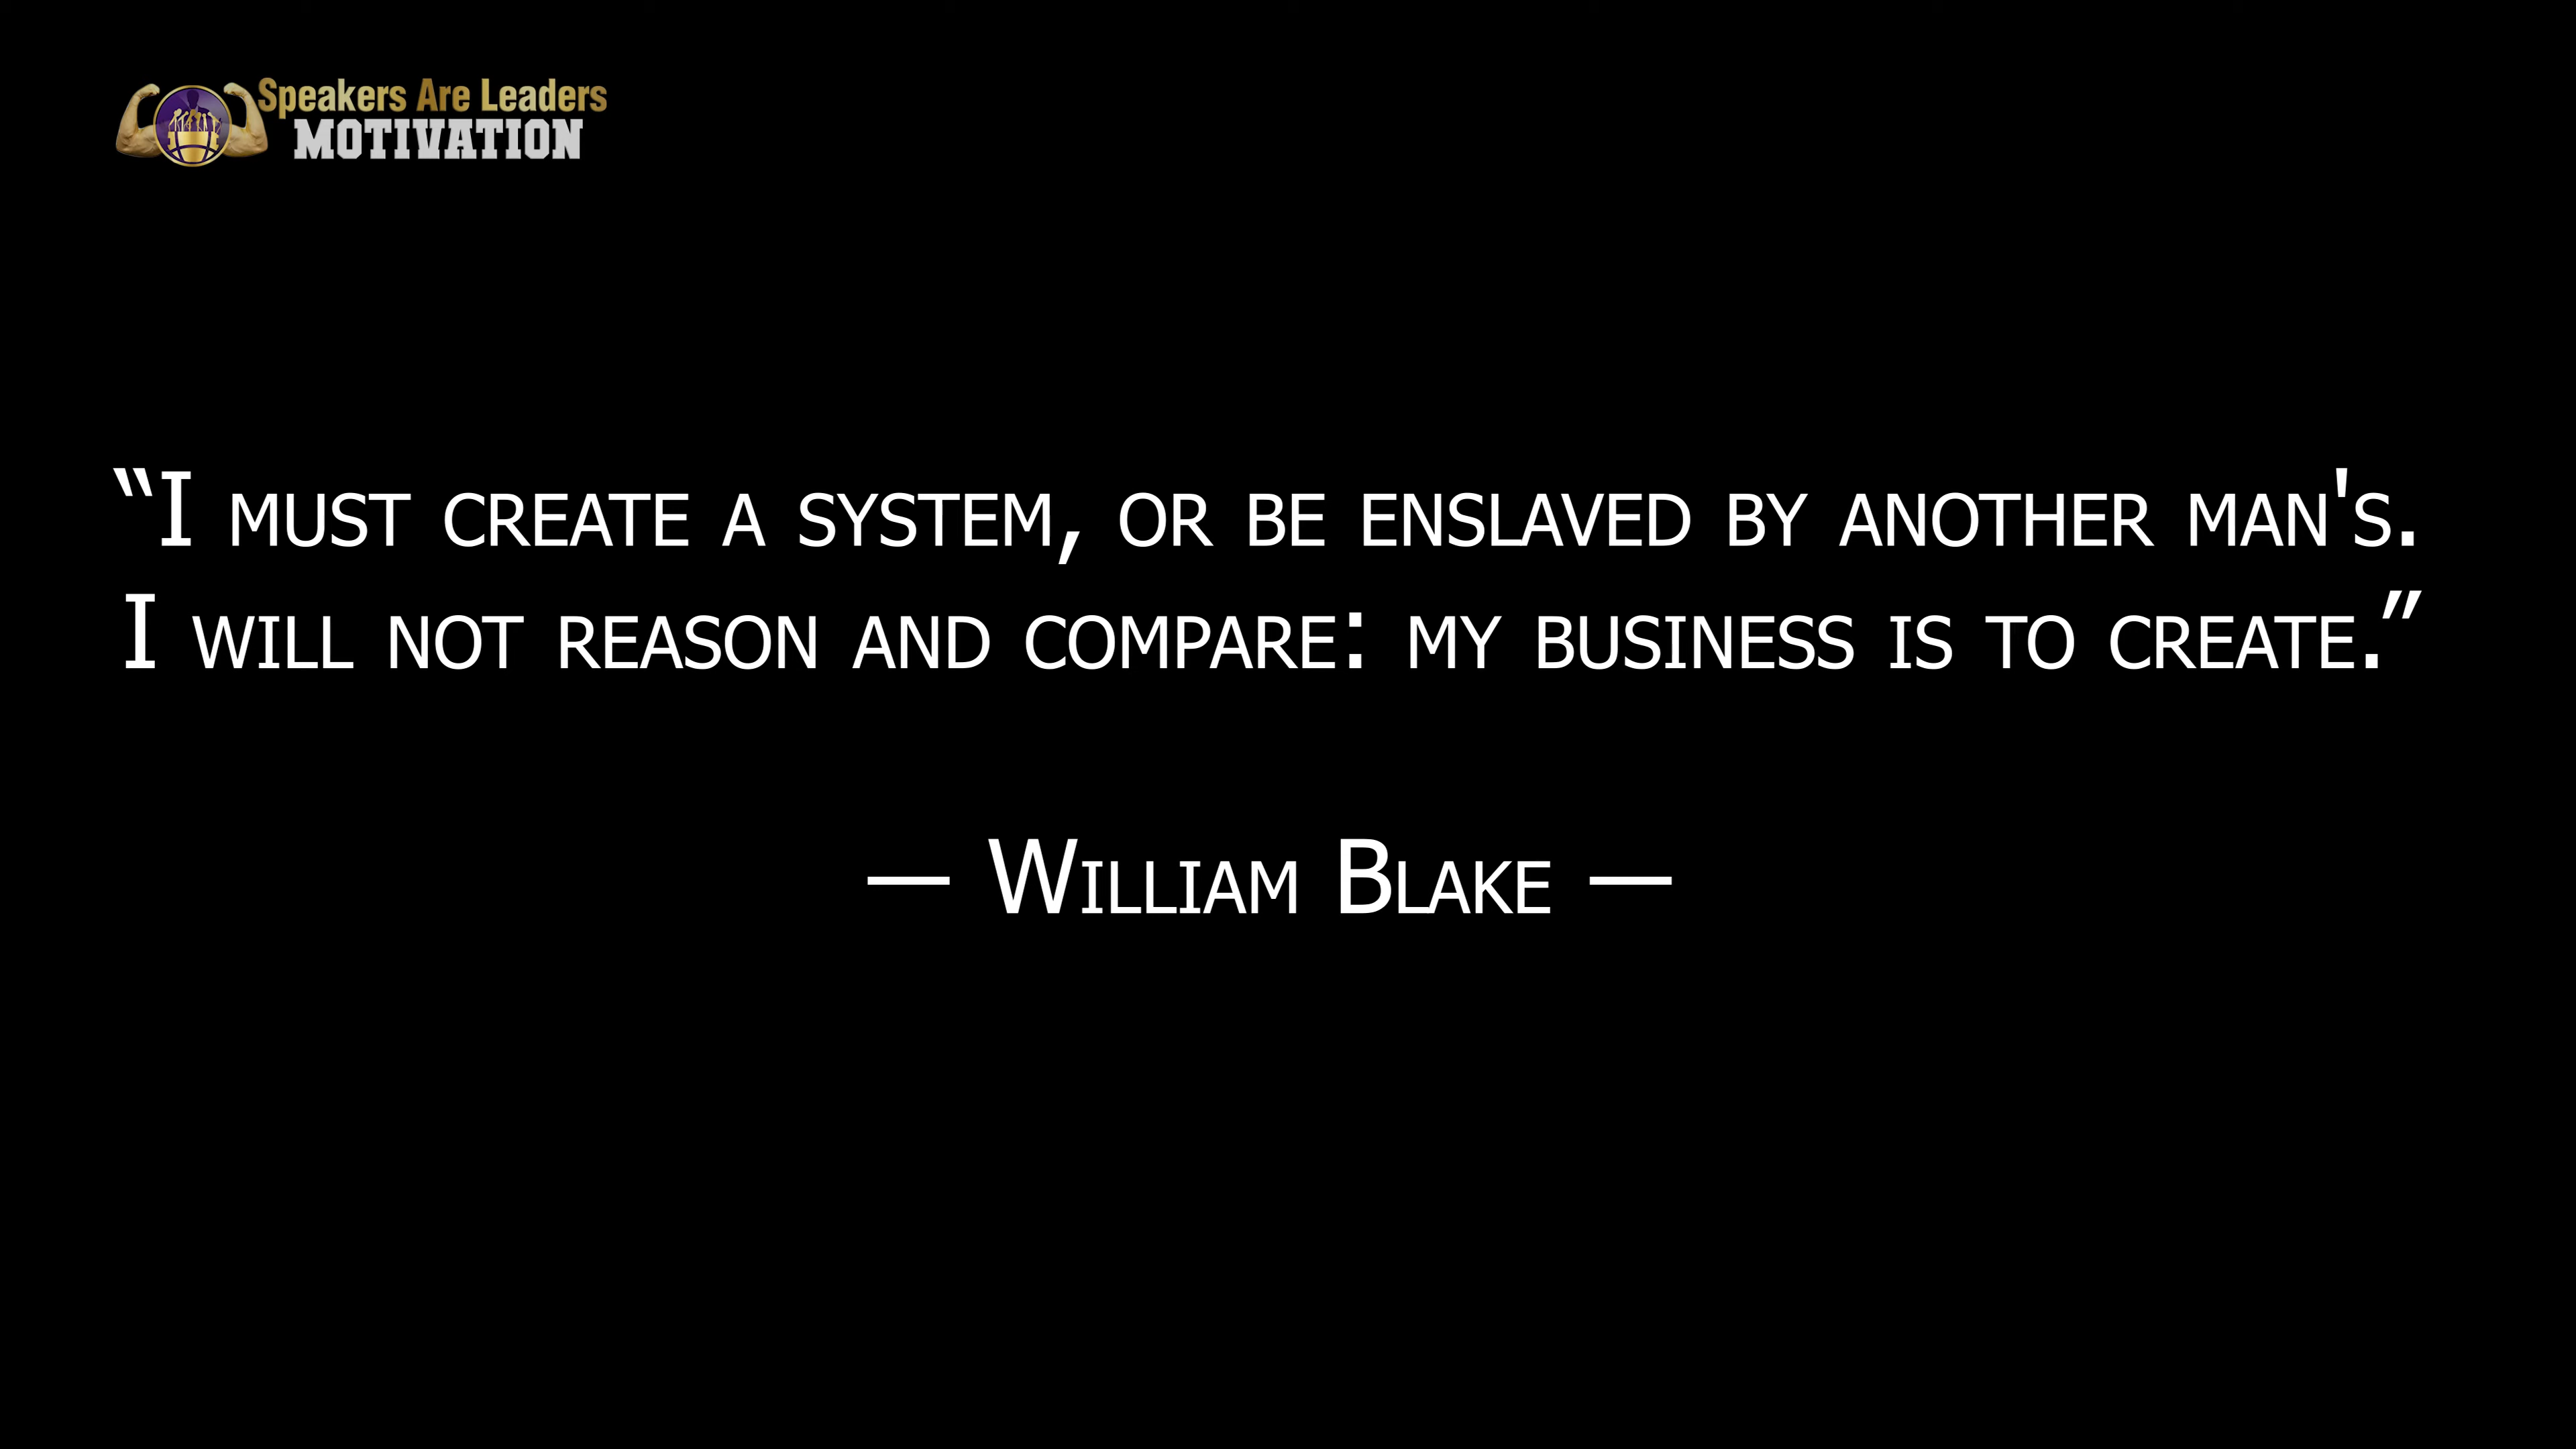 Speakers Are Leaders
MOTIVATION
“I MUST CREATE A SYSTEM, OR BE ENSLAVED BY ANOTHER MAN'S.
I WILL NOT REASON AND COMPARE: MY BUSINESS IS TO CREATE.”
— WILLIAM BLAKE —